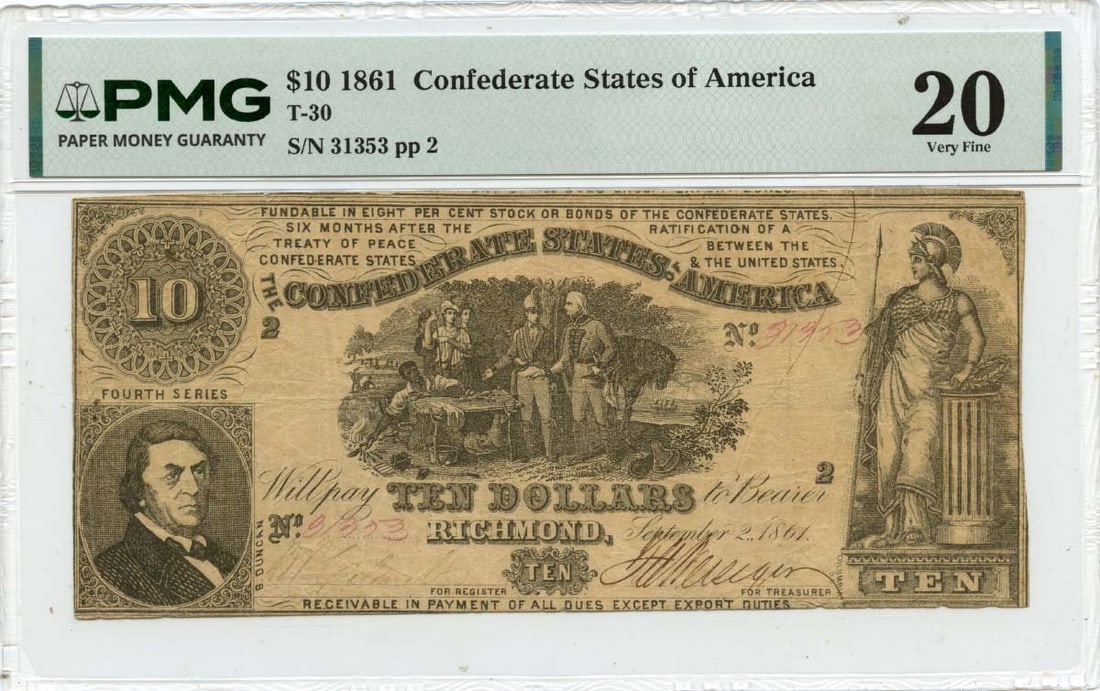 PMG
PAPER MONEY GUARANTY
$10 1861 Confederate States of America
T-30
S/N 31353 pp 2
20
Very Fine
FUNDABLE IN EIGHT PER CENT STOCK OR BONDS OF THE CONFEDERATE STATES.
SIX MONTHS AFTER THE RATIFICATION OF A
TREATY OF PEACE BETWEEN THE
CONFEDERATE STATES & THE UNITED STATES.
THE CONFEDERATE STATES OF AMERICA
10
2
No 31353
FOURTH SERIES
2
Will pay TEN DOLLARS to Bearer
No 31353
RICHMOND, September 2, 1861.
B DUNCAN
TEN
FOR REGISTER
FOR TREASURER
TEN
RECEIVABLE IN PAYMENT OF ALL DUES EXCEPT EXPORT DUTIES